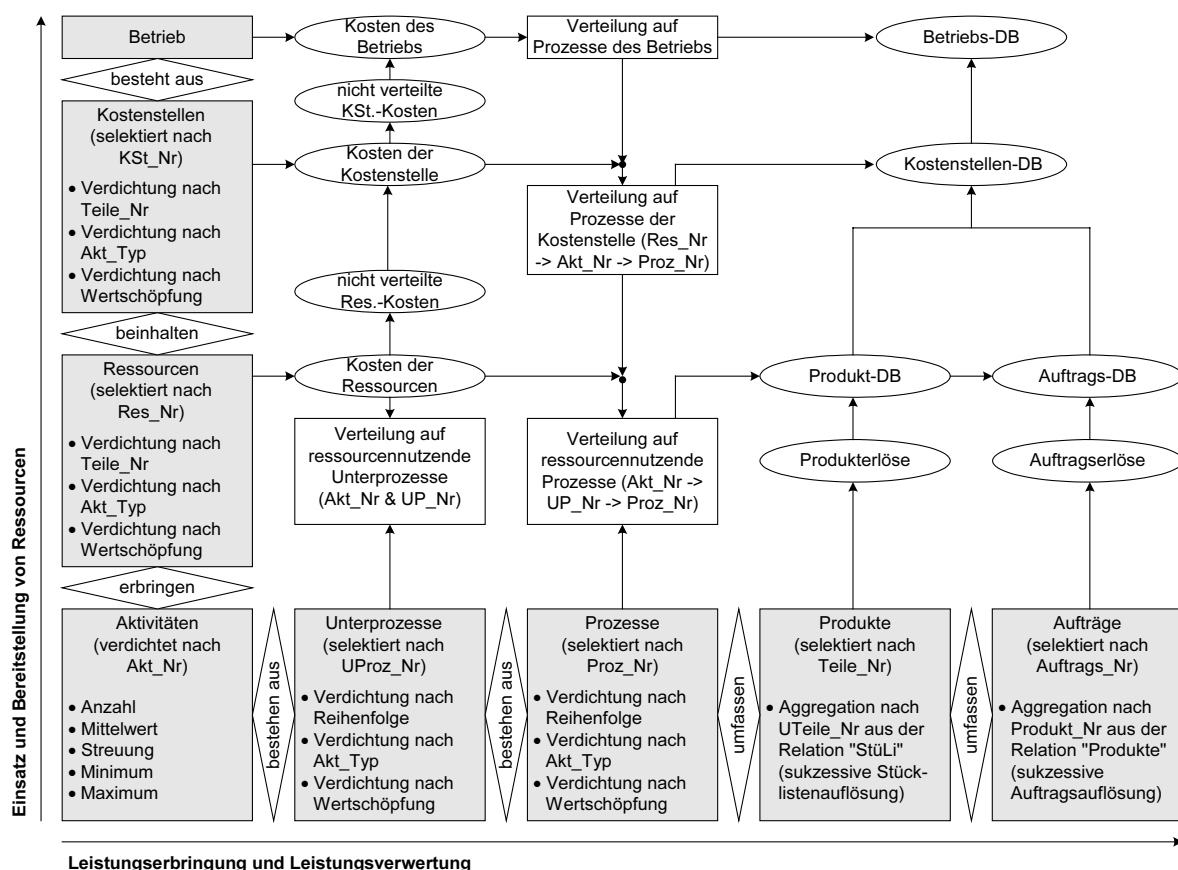 Betrieb
Kosten des
Betriebs
Verteilung auf
Prozesse des Betriebs
Betriebs-DB
besteht aus
nicht verteilte
KSt.-Kosten
Kostenstellen
(selektiert nach
KSt_Nr)
• Verdichtung nach
Teile_Nr
• Verdichtung nach
Akt_Typ
• Verdichtung nach
Wertschöpfung
Kosten der
Kostenstelle
Kostenstellen-DB
Verteilung auf
Prozesse der
Kostenstelle (Res_Nr
-> Akt_Nr -> Proz_Nr)
nicht verteilte
Res.-Kosten
beinhalten
Ressourcen
(selektiert nach
Res_Nr)
• Verdichtung nach
Teile_Nr
• Verdichtung nach
Akt_Typ
• Verdichtung nach
Wertschöpfung
Kosten der
Ressourcen
Produkt-DB
Auftrags-DB
Verteilung auf
ressourcennutzende
Unterprozesse
(Akt_Nr & UP_Nr)
Verteilung auf
ressourcennutzende
Prozesse (Akt_Nr ->
UP_Nr -> Proz_Nr)
Produkterlöse
Auftragserlöse
erbringen
Aktivitäten
(verdichtet nach
Akt_Nr)
• Anzahl
• Mittelwert
• Streuung
• Minimum
• Maximum
bestehen aus
Unterprozesse
(selektiert nach
UProz_Nr)
• Verdichtung nach
Reihenfolge
• Verdichtung nach
Akt_Typ
• Verdichtung nach
Wertschöpfung
bestehen aus
Prozesse
(selektiert nach
Proz_Nr)
• Verdichtung nach
Reihenfolge
• Verdichtung nach
Akt_Typ
• Verdichtung nach
Wertschöpfung
umfassen
Produkte
(selektiert nach
Teile_Nr)
• Aggregation nach
UTeile_Nr aus der
Relation "StüLi"
(sukzessive Stück-
listenauflösung)
umfassen
Aufträge
(selektiert nach
Auftrags_Nr)
• Aggregation nach
Produkt_Nr aus der
Relation "Produkte"
(sukzessive
Auftragsauflösung)
Einsatz und Bereitstellung von Ressourcen
Leistungserbringung und Leistungsverwertung